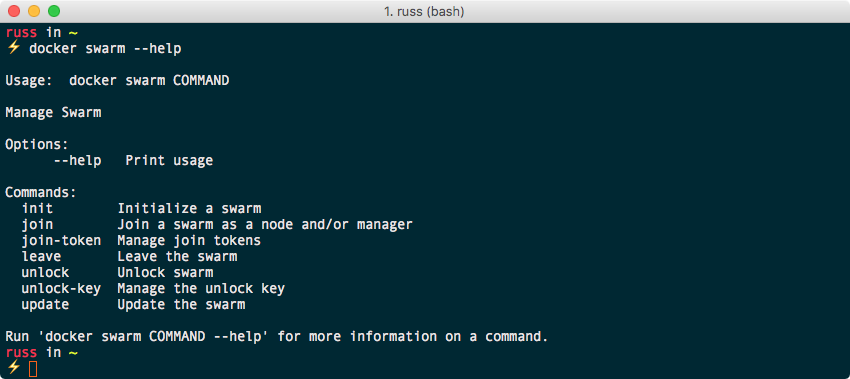 1. russ (bash)
russ in ~
⚡ docker swarm --help
Usage:  docker swarm COMMAND
Manage Swarm
Options:
      --help   Print usage
Commands:
  init        Initialize a swarm
  join        Join a swarm as a node and/or manager
  join-token  Manage join tokens
  leave       Leave the swarm
  unlock      Unlock swarm
  unlock-key  Manage the unlock key
  update      Update the swarm
Run 'docker swarm COMMAND --help' for more information on a command.
russ in ~
⚡